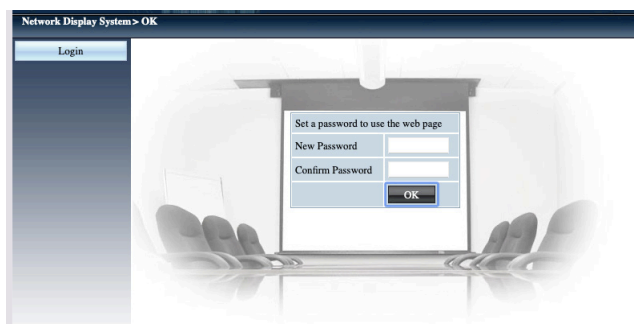 Network Display System> OK
Login
Set a password to use the web page
New Password
Confirm Password
OK